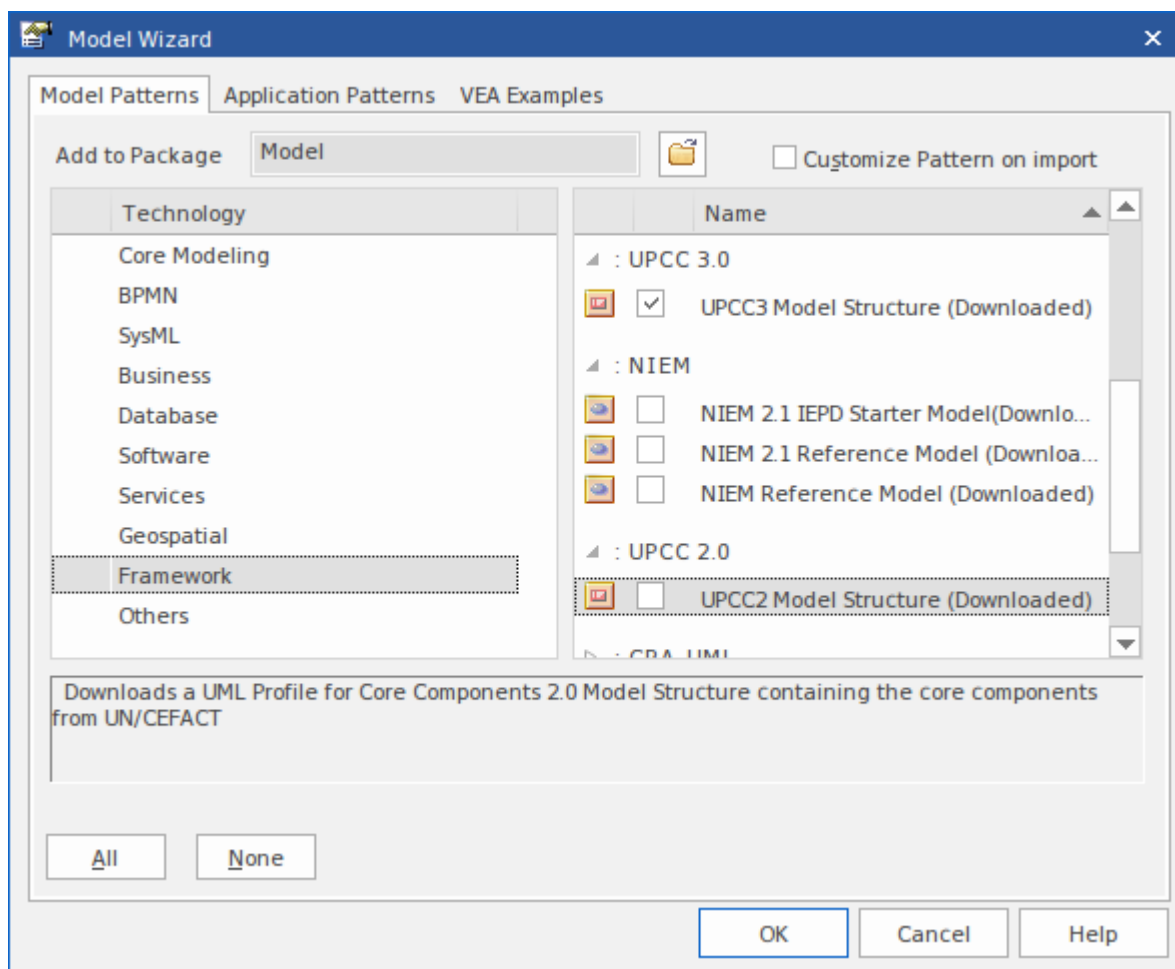 Model Wizard
Model Patterns Application Patterns VEA Examples
Add to Package Model Customize Pattern on import
Technology
Core Modeling
BPMN
SysML
Business
Database
Software
Services
Geospatial
Framework
Others
Name
: UPCC 3.0
UPCC3 Model Structure (Downloaded)
: NIEM
NIEM 2.1 IEPD Starter Model(Downlo...
NIEM 2.1 Reference Model (Downloa...
NIEM Reference Model (Downloaded)
: UPCC 2.0
UPCC2 Model Structure (Downloaded)
Downloads a UML Profile for Core Components 2.0 Model Structure containing the core components
from UN/CEFACT
All None
OK Cancel Help